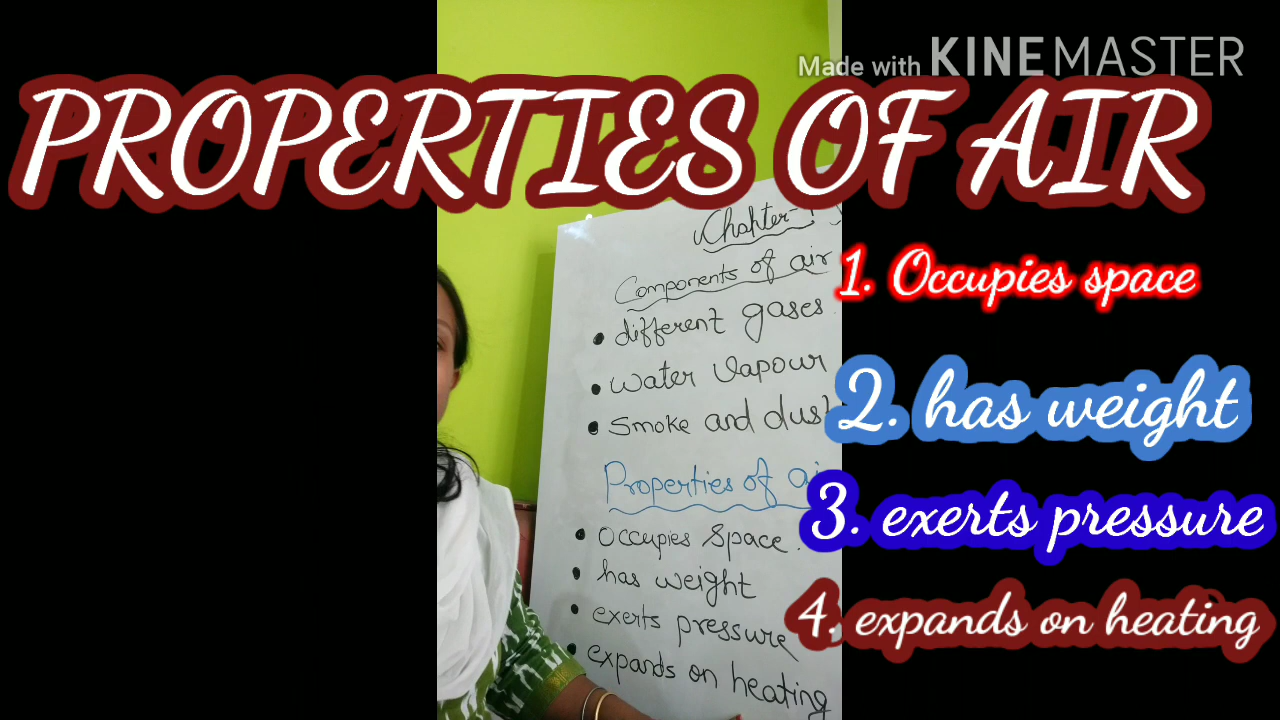 Made with KINEMASTER
PROPERTIES OF AIR
1. Occupies space
2. has weight
3. exerts pressure
4. expands on heating
Components of air
• different gases
• water vapour
• smoke and dust
Properties of
• occupies space.
• has weight
• exerts pressure
• expands on heating